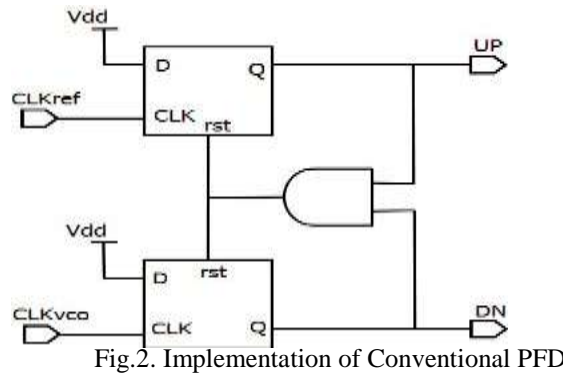 Vdd
UP
D
Q
CLKref
CLK
rst
Vdd
rst
D
CLKvco
DN
CLK
Q
Fig.2. Implementation of Conventional PFD